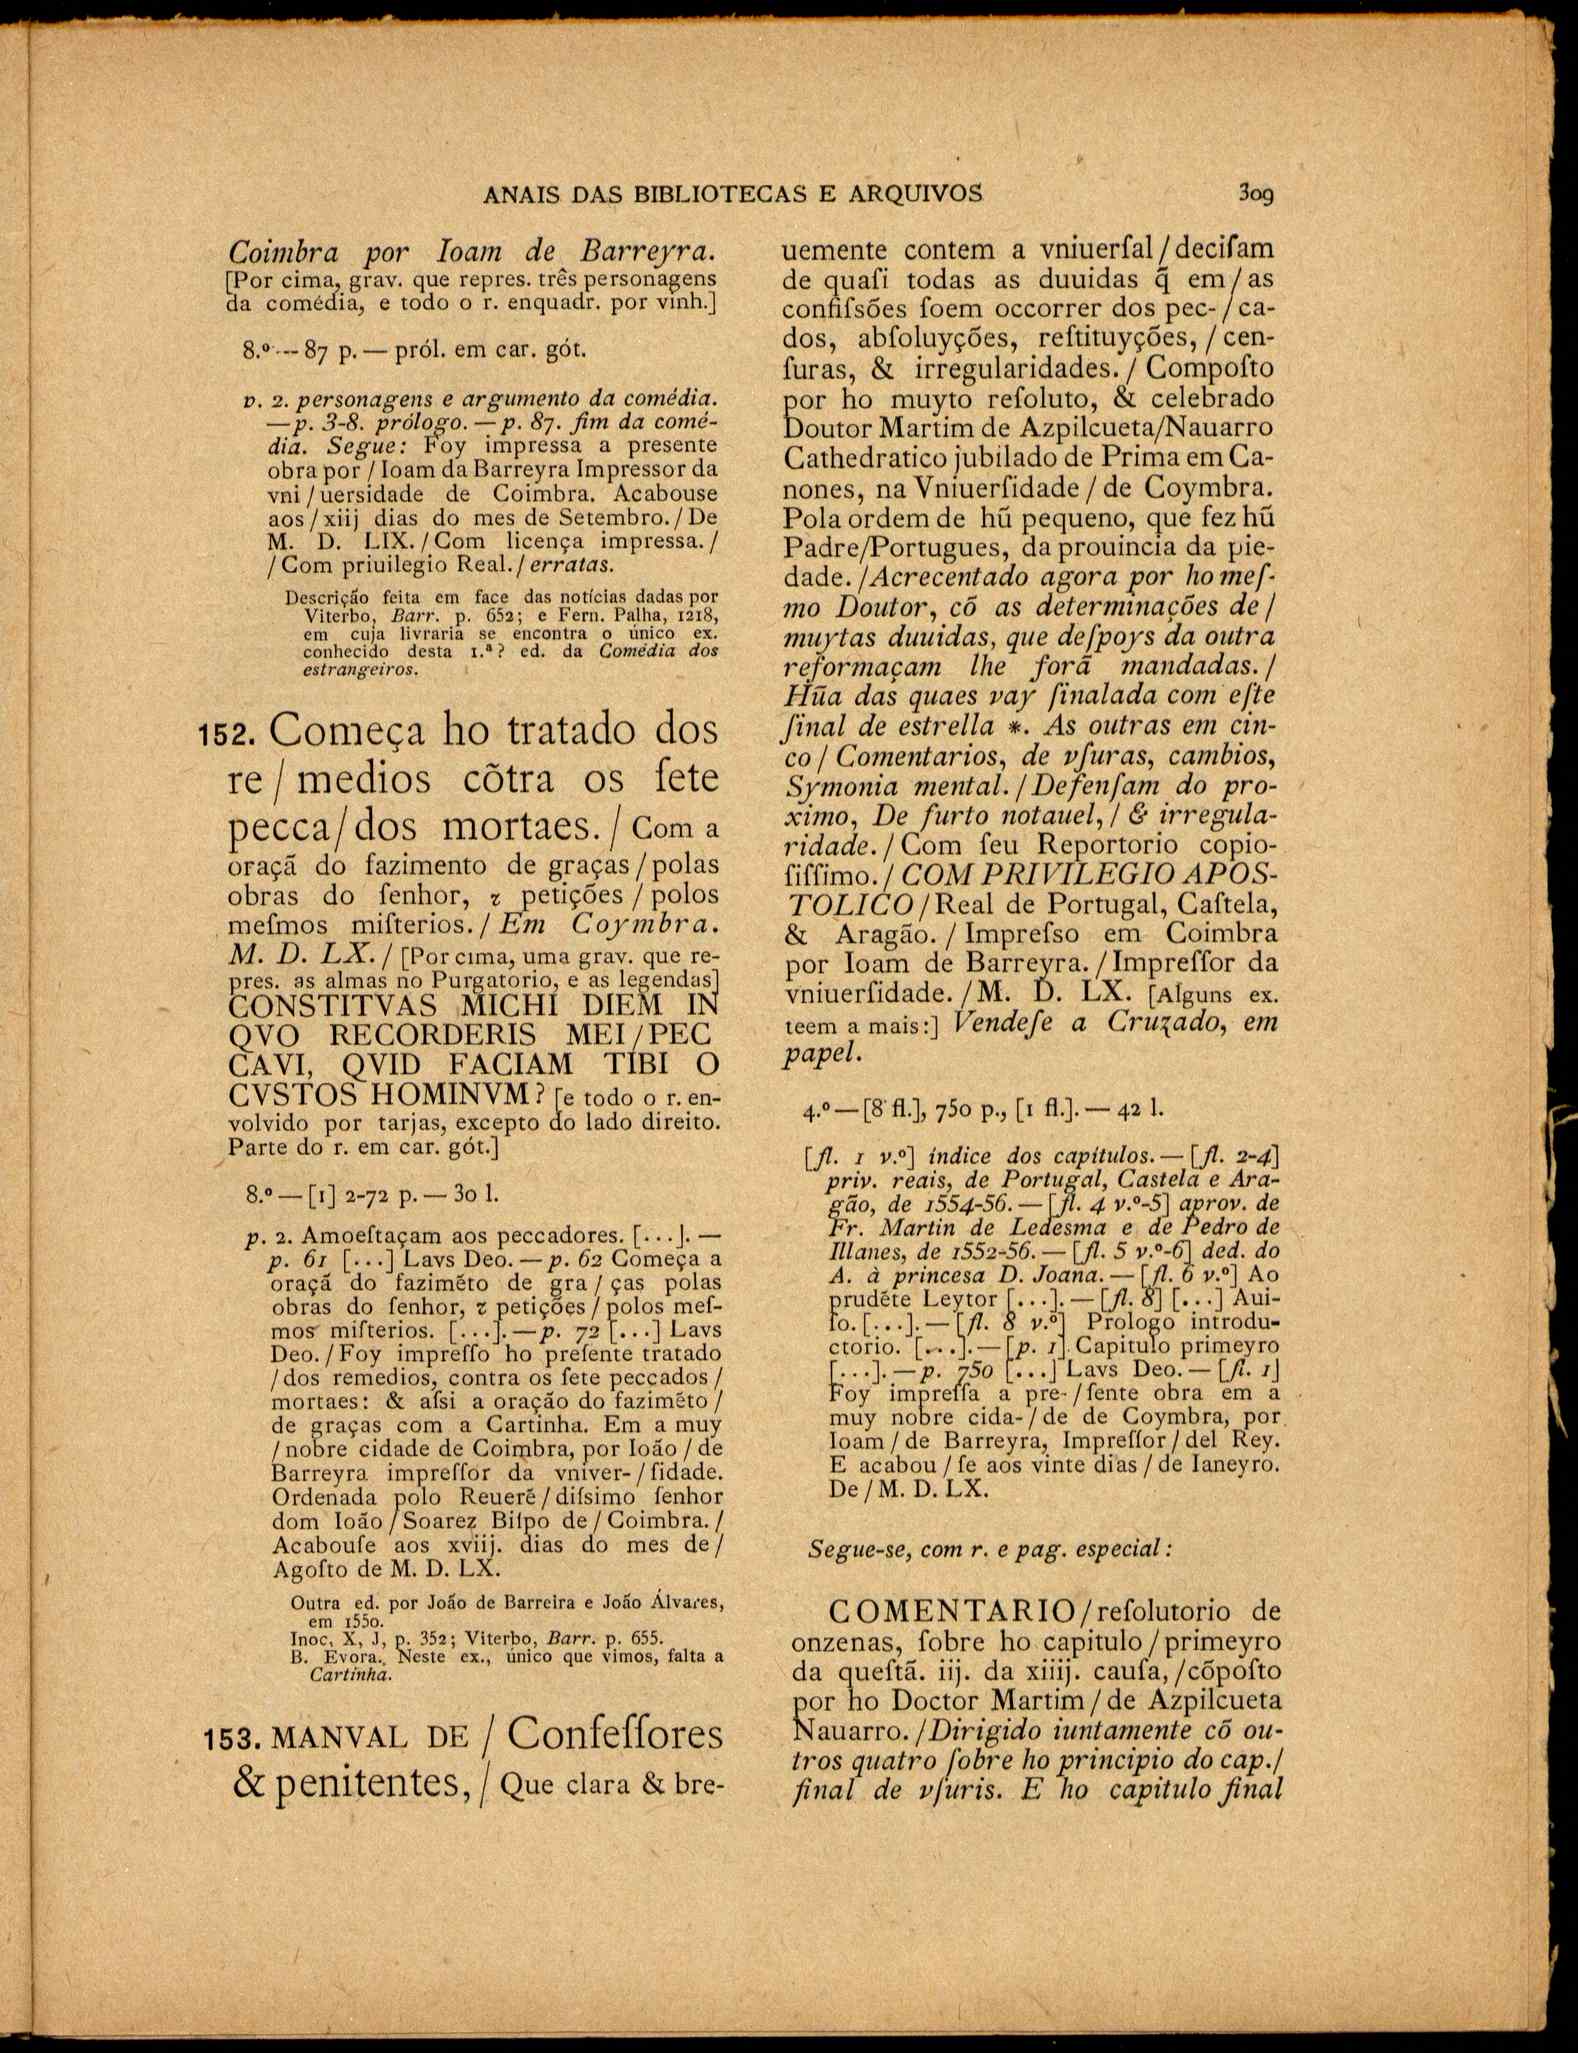 ANAIS DAS BIBLIOTECAS E ARQUIVOS 309
Coimbra por Ioam de Barreyra.
[Por cima, grav. que repres. três personagens
da comédia, e todo o r. enquadr. por vinh.]
8.º — 87 p. — pról. em car. gót.
v. 2. personagens e argumento da comédia.
— p. 3-8. prólogo. — p. 87. fim da comé-
dia. Segue: Foy impressa a presente
obra por / Ioam da Barreyra Impressor da
vni / uersidade de Coimbra. Acabouse
aos / xiij dias do mes de Setembro. / De
M. D. LIX. / Com licença impressa. /
/ Com priuilegio Real. / erratas.
Descrição feita em face das notícias dadas por
Viterbo, Barr. p. 652; e Fern. Palha, 1218,
em cuja livraria se encontra o único ex.
conhecido desta 1.ª? ed. da Comédia dos
estrangeiros.
152. Começa ho tratado dos
re / medios cõtra os ſete
pecca/dos mortaes. / Com a
oraçã do fazimento de graças / polas
obras do ſenhor, ⁊ petições / polos
meſmos miſterios. / Em Coymbra.
M. D. LX. / [Por cima, uma grav. que re-
pres. as almas no Purgatorio, e as legendas]
CONSTITVAS MICHI DIEM IN
QVO RECORDERIS MEI / PEC
CAVI, QVID FACIAM TIBI O
CVSTOS HOMINVM? [e todo o r. en-
volvido por tarjas, excepto do lado direito.
Parte do r. em car. gót.]
8.º — [1] 2-72 p. — 30 l.
p. 2. Amoeſtaçam aos peccadores. [...]. —
p. 61 [...] Lavs Deo. — p. 62 Começa a
oraçã do fazimẽto de gra / ças polas
obras do ſenhor, ⁊ petições / polos meſ-
mos miſterios. [...]. — p. 72 [...] Lavs
Deo. / Foy impreſſo ho preſente tratado
/ dos remedios, contra os ſete peccados /
mortaes: & aſsi a oração do fazimẽto /
de graças com a Cartinha. Em a muy
/ nobre cidade de Coimbra, por Ioão / de
Barreyra impreſſor da vniver- / ſidade.
Ordenada polo Reuerẽ / diſsimo ſenhor
dom Ioão / Soarez Biſpo de / Coimbra. /
Acabouſe aos xviij. dias do mes de /
Agoſto de M. D. LX.
Outra ed. por João de Barreira e João Álvares,
em 1550.
Inoc, X, J, p. 352; Viterbo, Barr. p. 655.
B. Evora. Neste ex., único que vimos, falta a
Cartinha.
153. MANVAL DE / Confeſſores
& penitentes, / Que clara & bre-
uemente contem a vniuerſal / deciſam
de quaſi todas as duuidas q̃ em / as
confiſsões ſoem occorrer dos pec- / ca-
dos, abſoluyções, reſtituyções, / cen-
ſuras, & irregularidades. / Compoſto
por ho muyto reſoluto, & celebrado
Doutor Martim de Azpilcueta/Nauarro
Cathedratico jubilado de Prima em Ca-
nones, na Vniuerſidade / de Coymbra.
Pola ordem de hũ pequeno, que fez hũ
Padre/Portugues, da prouincia da pie-
dade. / Acrecentado agora por ho meſ-
mo Doutor, cõ as determinações de /
muytas duuidas, que deſpoys da outra
reformaçam lhe forã mandadas. /
Hũa das quaes vay ſinalada com eſte
ſinal de estrella *. As outras em cin-
co / Comentarios, de vſuras, cambios,
Symonia mental. / Defenſam do pro-
ximo, De furto notauel, / & irregula-
ridade. / Com ſeu Reportorio copio-
ſiſſimo. / COM PRIVILEGIO APOS-
TOLICO / Real de Portugal, Caſtela,
& Aragão. / Impreſso em Coimbra
por Ioam de Barreyra. / Impreſſor da
vniuerſidade. / M. D. LX. [Alguns ex.
teem a mais:] Vendeſe a Cruzado, em
papel.
4.º — [8 fl.], 750 p., [1 fl.]. — 42 l.
[fl. 1 v.º] índice dos capítulos. — [fl. 2-4]
priv. reais, de Portugal, Castela e Ara-
gão, de 1554-56. — [fl. 4 v.º-5] aprov. de
Fr. Martin de Ledesma e de Pedro de
Illanes, de 1552-56. — [fl. 5 v.º-6] ded. do
A. à princesa D. Joana. — [fl. 6 v.º] Ao
prudẽte Leytor [...]. — [fl. 8] [...] Aui-
ſo. [...]. — [fl. 8 v.º] Prologo introdu-
ctorio. [...]. — [p. 1] Capitulo primeyro
[...]. — p. 750 [...] Lavs Deo. — [fl. 1]
Foy impreſſa a pre- / ſente obra em a
muy nobre cida- / de de Coymbra, por
Ioam / de Barreyra, Impreſſor / del Rey.
E acabou / ſe aos vinte dias / de Ianeyro.
De / M. D. LX.
Segue-se, com r. e pag. especial:
COMENTARIO / reſolutorio de
onzenas, ſobre ho capitulo / primeyro
da queſtã. iij. da xiiij. cauſa, / cõpoſto
por ho Doctor Martim / de Azpilcueta
Nauarro. / Dirigido iuntamente cõ ou-
tros quatro ſobre ho principio do cap. /
final de vſuris. E ho capitulo final